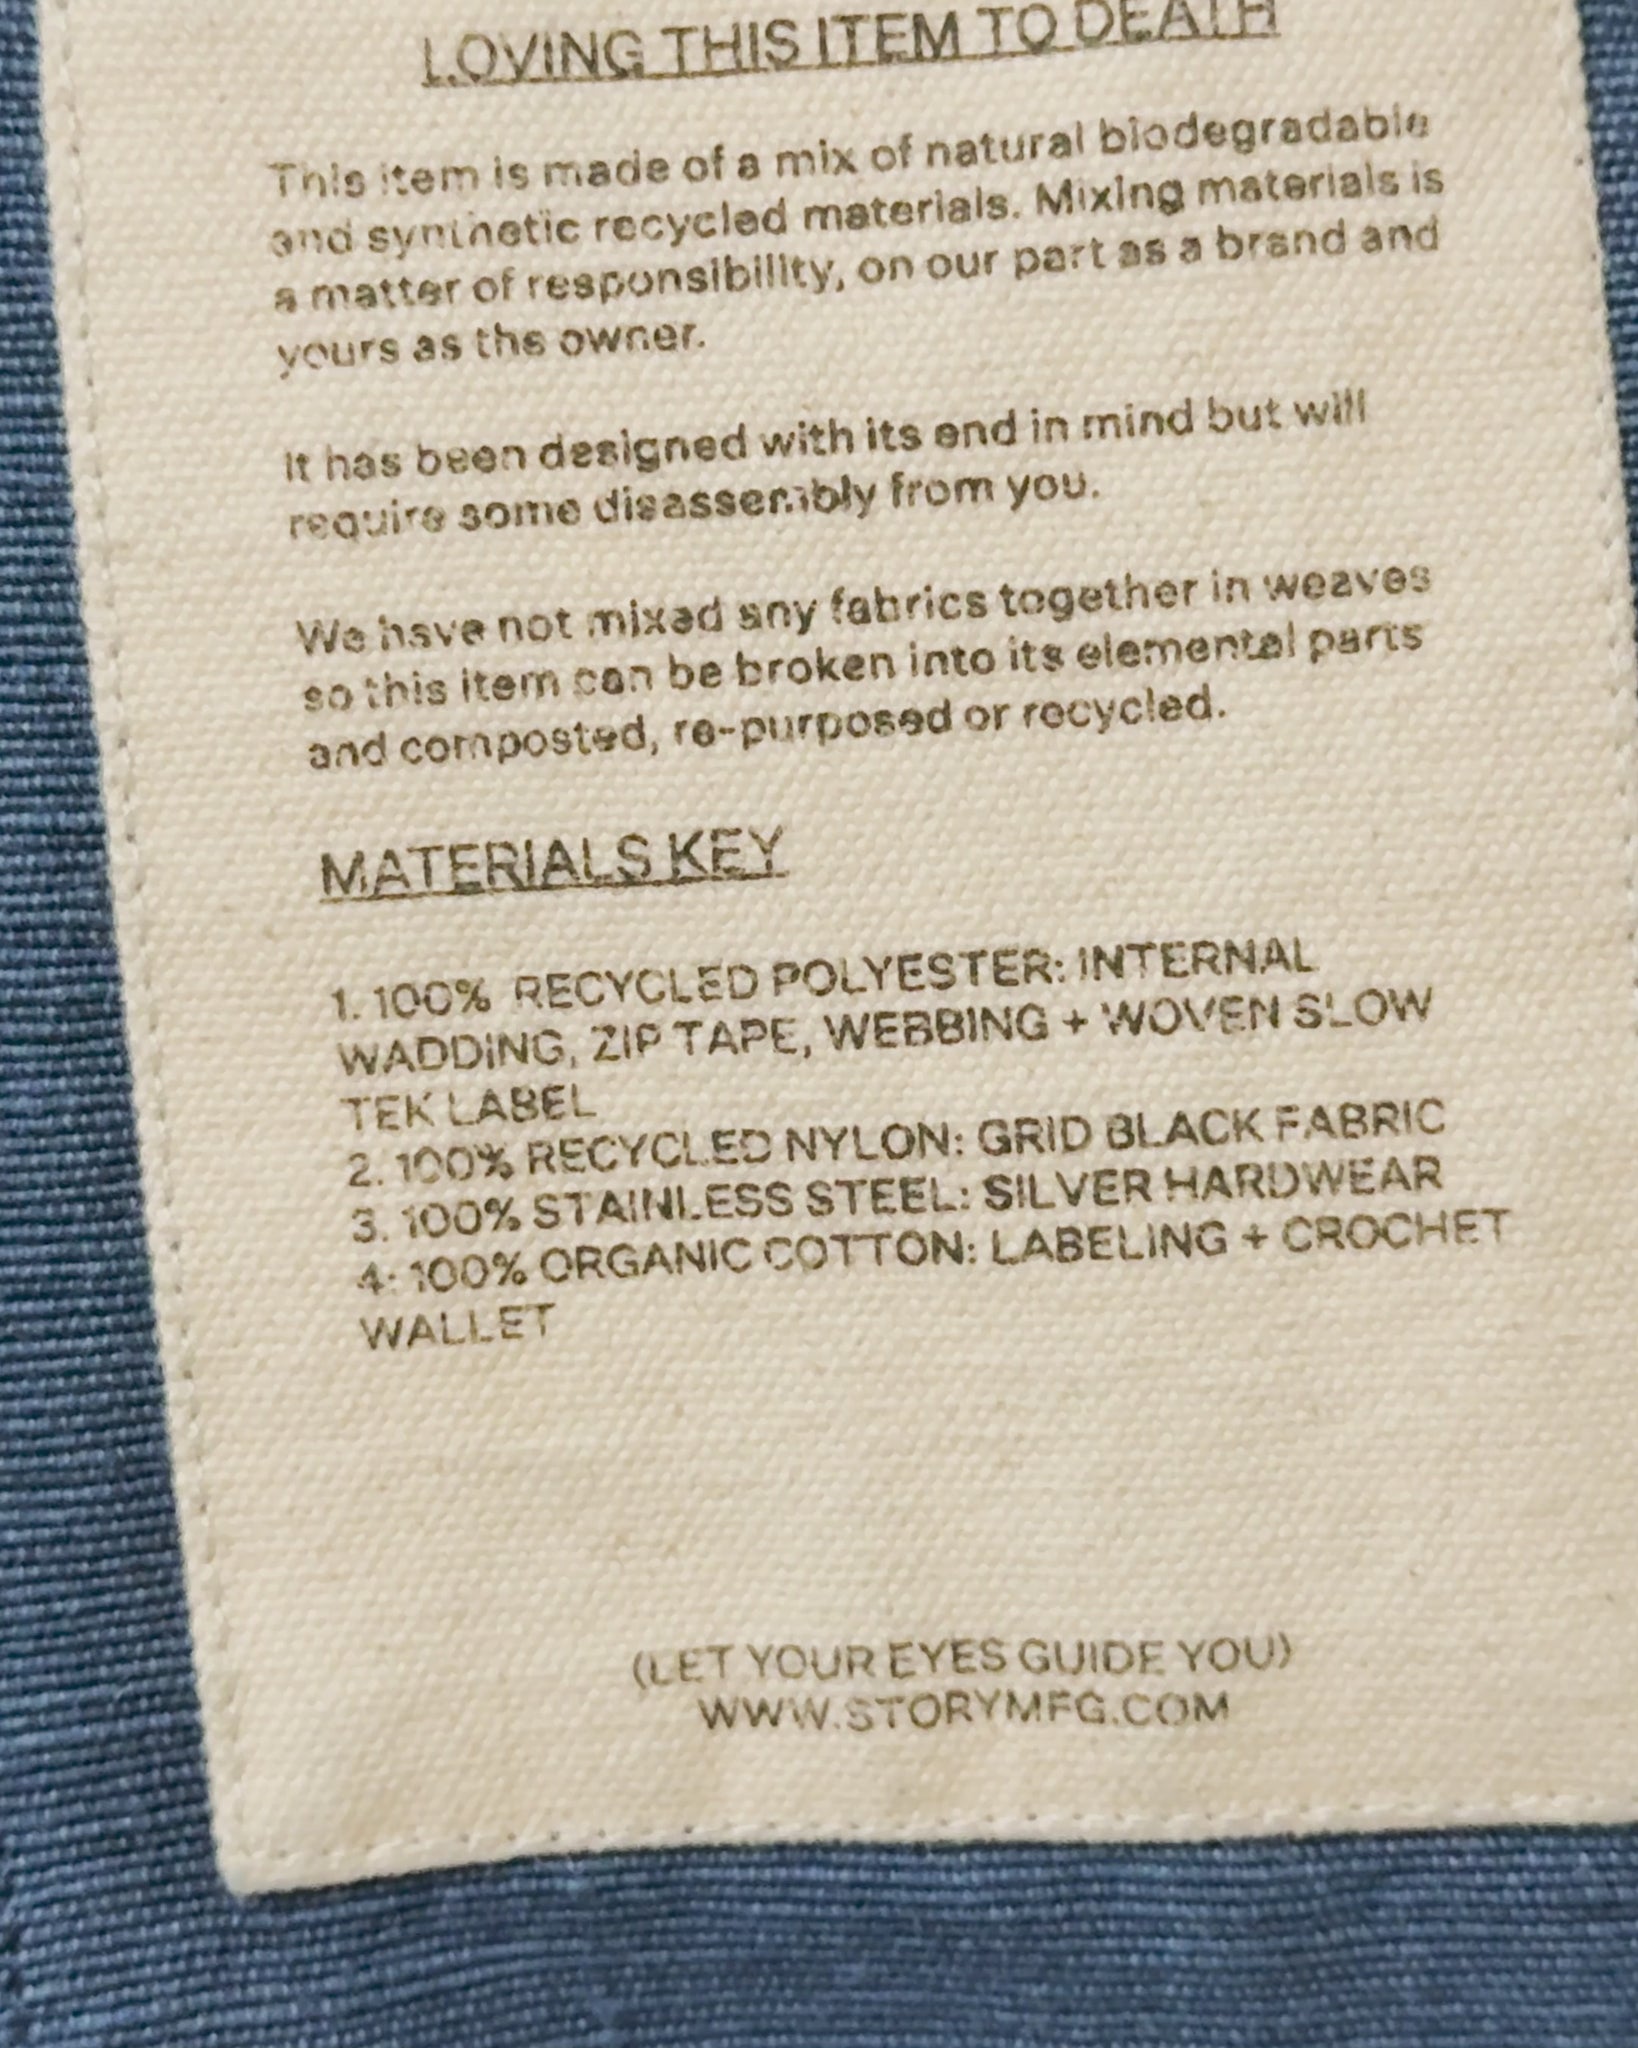 LOVING THIS ITEM TO DEATH
This item is made of a mix of natural biodegradable
and synthetic recycled materials. Mixing materials is
a matter of responsibility, on our part as a brand and
yours as the owner.
It has been designed with its end in mind but will
require some disassembly from you.
We have not mixed any fabrics together in weaves
so this item can be broken into its elemental parts
and composted, re-purposed or recycled.
MATERIALS KEY
1. 100% RECYCLED POLYESTER: INTERNAL
WADDING, ZIP TAPE, WEBBING + WOVEN SLOW
TEK LABEL
2. 100% RECYCLED NYLON: GRID BLACK FABRIC
3. 100% STAINLESS STEEL: SILVER HARDWEAR
4: 100% ORGANIC COTTON: LABELING + CROCHET
WALLET
(LET YOUR EYES GUIDE YOU)
WWW.STORYMFG.COM